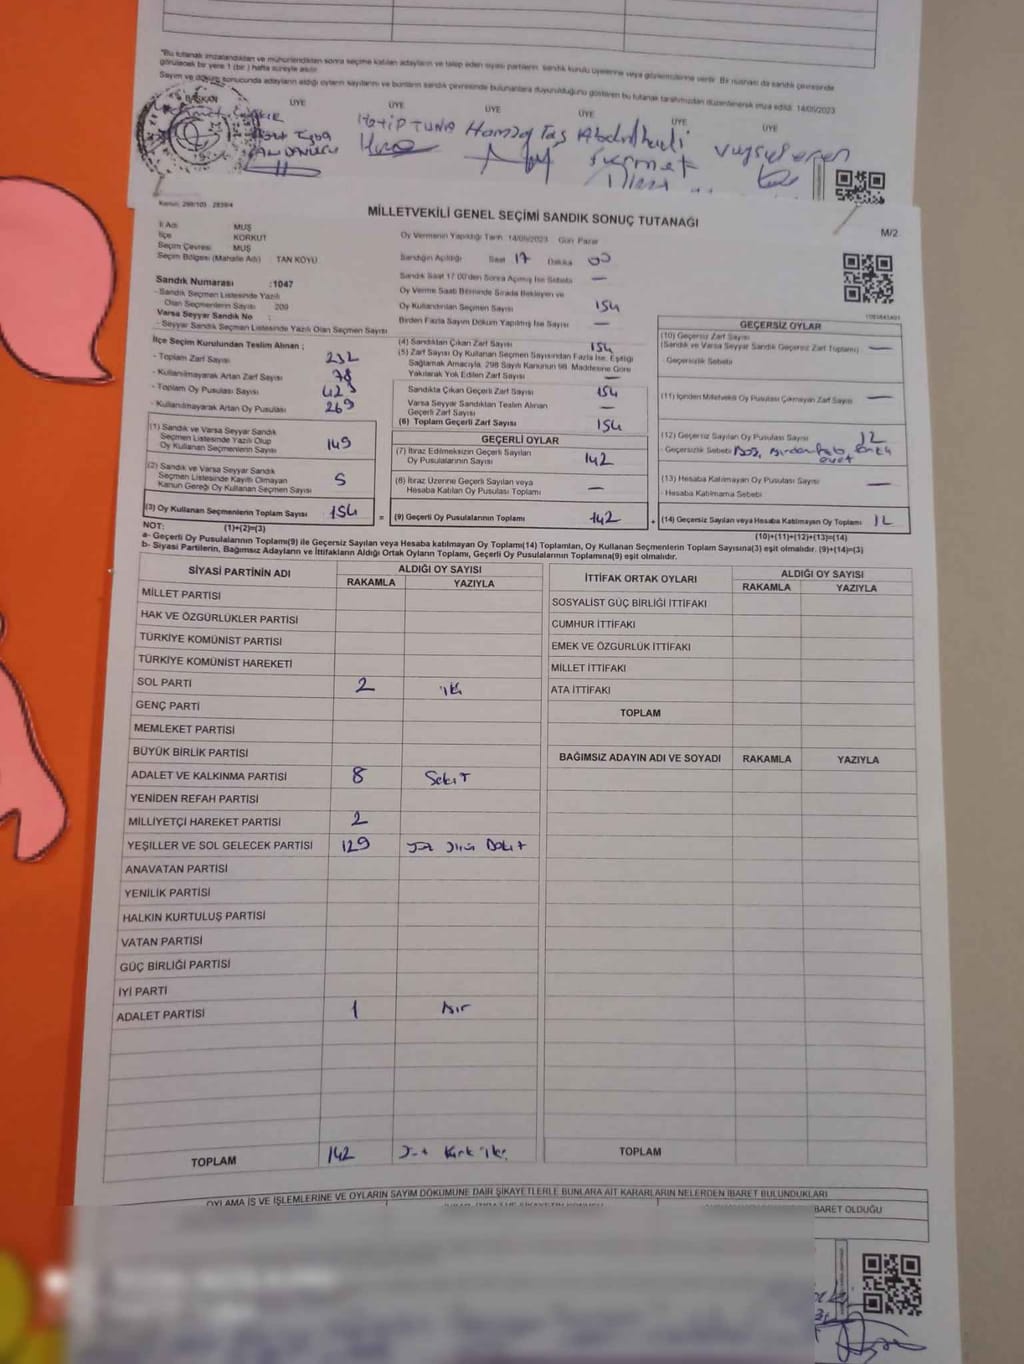 *Bu tutanak imzalandıktan ve mühürlendikten sonra seçime katılan adayların ve talep eden siyasi partilerin, sandık kurulu üyelerine veya gözlemcilerine verilir. Bir nüshası da sandık çevresinde
görülecek bir yere 1 (bir) hafta süreyle asılır.
Sayım ve döküm sonucunda adayların aldığı oyların sayılarını ve bunların sandık çevresinde bulunanlara duyurulduğunu gösteren bu tutanak tarafımızdan düzenlenerek imza edildi. 14/05/2023
BAŞKAN ÜYE ÜYE ÜYE ÜYE ÜYE ÜYE
Hatip TUNA Hamza Taş
MİLLETVEKİLİ GENEL SEÇİMİ SANDIK SONUÇ TUTANAĞI
M/2
İl Adı MUŞ
İlçe KORKUT
Seçim Çevresi MUŞ
Seçim Bölgesi (Mahalle Adı) TAN KÖYÜ
Oy Vermenin Yapıldığı Tarih 14/05/2023 Gün Pazar
Sandığın Açıldığı Saat 17 Dakika 00
Sandık Saat 17:00'den Sonra Açılmış İse Sebebi —
Oy Verme Saati Bitiminde Sırada Bekleyen ve
Oy Kullandırılan Seçmen Sayısı 154
Birden Fazla Sayım Döküm Yapılmış İse Sayısı —
Sandık Numarası :1047
- Sandık Seçmen Listesinde Yazılı
Olan Seçmenlerin Sayısı 209
Varsa Seyyar Sandık No :
- Seyyar Sandık Seçmen Listesinde Yazılı Olan Seçmen Sayısı
İlçe Seçim Kurulundan Teslim Alınan ;
- Toplam Zarf Sayısı 232
- Kullanılmayarak Artan Zarf Sayısı 78
- Toplam Oy Pusulası Sayısı 423
- Kullanılmayarak Artan Oy Pusulası 269
(1) Sandık ve Varsa Seyyar Sandık
Seçmen Listesinde Yazılı Olup
Oy Kullanan Seçmenlerin Sayısı 149
(2) Sandık ve Varsa Seyyar Sandık
Seçmen Listesinde Kayıtlı Olmayan
Kanun Gereği Oy Kullanan Seçmen Sayısı 5
(3) Oy Kullanan Seçmenlerin Toplam Sayısı 154
(1)+(2)=(3)
(4) Sandıktan Çıkan Zarf Sayısı 154
(5) Zarf Sayısı Oy Kullanan Seçmen Sayısından Fazla İse, Eşitliği
Sağlamak Amacıyla, 298 Sayılı Kanunun 98. Maddesine Göre
Yakılarak Yok Edilen Zarf Sayısı —
Sandıkta Çıkan Geçerli Zarf Sayısı 154
Varsa Seyyar Sandıktan Teslim Alınan
Geçerli Zarf Sayısı —
(6) Toplam Geçerli Zarf Sayısı 154
GEÇERLİ OYLAR
(7) İtiraz Edilmeksizin Geçerli Sayılan
Oy Pusulalarının Sayısı 142
(8) İtiraz Üzerine Geçerli Sayılan veya
Hesaba Katılan Oy Pusulası Toplamı —
= (9) Geçerli Oy Pusulalarının Toplamı 142
GEÇERSİZ OYLAR
(10) Geçersiz Zarf Sayısı
(Sandık ve Varsa Seyyar Sandık Geçersiz Zarf Toplamı) —
- Geçersizlik Sebebi
(11) İçinden Milletvekili Oy Pusulası Çıkmayan Zarf Sayısı —
(12) Geçersiz Sayılan Oy Pusulası Sayısı 12
- Geçersizlik Sebebi Boş, Birden
(13) Hesaba Katılmayan Oy Pusulası Sayısı —
- Hesaba Katılmama Sebebi
+ (14) Geçersiz Sayılan veya Hesaba Katılmayan Oy Toplamı 12
(10)+(11)+(12)+(13)=(14)
NOT:
a- Geçerli Oy Pusulalarının Toplamı(9) ile Geçersiz Sayılan veya Hesaba katılmayan Oy Toplamı(14) Toplamları, Oy Kullanan Seçmenlerin Toplam Sayısına(3) eşit olmalıdır. (9)+(14)=(3)
b- Siyasi Partilerin, Bağımsız Adayların ve İttifakların Aldığı Ortak Oyların Toplamı, Geçerli Oy Pusulalarının Toplamına(9) eşit olmalıdır.
SİYASİ PARTİNİN ADI ALDIĞI OY SAYISI
RAKAMLA YAZIYLA
MİLLET PARTİSİ
HAK VE ÖZGÜRLÜKLER PARTİSİ
TÜRKİYE KOMÜNİST PARTİSİ
TÜRKİYE KOMÜNİST HAREKETİ
SOL PARTİ 2 iki
GENÇ PARTİ
MEMLEKET PARTİSİ
BÜYÜK BİRLİK PARTİSİ
ADALET VE KALKINMA PARTİSİ 8 Sekiz
YENİDEN REFAH PARTİSİ
MİLLİYETÇİ HAREKET PARTİSİ 2
YEŞİLLER VE SOL GELECEK PARTİSİ 129
ANAVATAN PARTİSİ
YENİLİK PARTİSİ
HALKIN KURTULUŞ PARTİSİ
VATAN PARTİSİ
GÜÇ BİRLİĞİ PARTİSİ
İYİ PARTİ
ADALET PARTİSİ 1 Bir
TOPLAM 142 Yüz Kırk iki
İTTİFAK ORTAK OYLARI ALDIĞI OY SAYISI
RAKAMLA YAZIYLA
SOSYALİST GÜÇ BİRLİĞİ İTTİFAKI
CUMHUR İTTİFAKI
EMEK VE ÖZGÜRLÜK İTTİFAKI
MİLLET İTTİFAKI
ATA İTTİFAKI
TOPLAM
BAĞIMSIZ ADAYIN ADI VE SOYADI RAKAMLA YAZIYLA
TOPLAM
OYLAMA İŞ VE İŞLEMLERİNE VE OYLARIN SAYIM DÖKÜMÜNE DAİR ŞİKAYETLERLE BUNLARA AİT KARARLARIN NELERDEN İBARET BULUNDUKLARI
İBARET OLDUĞU